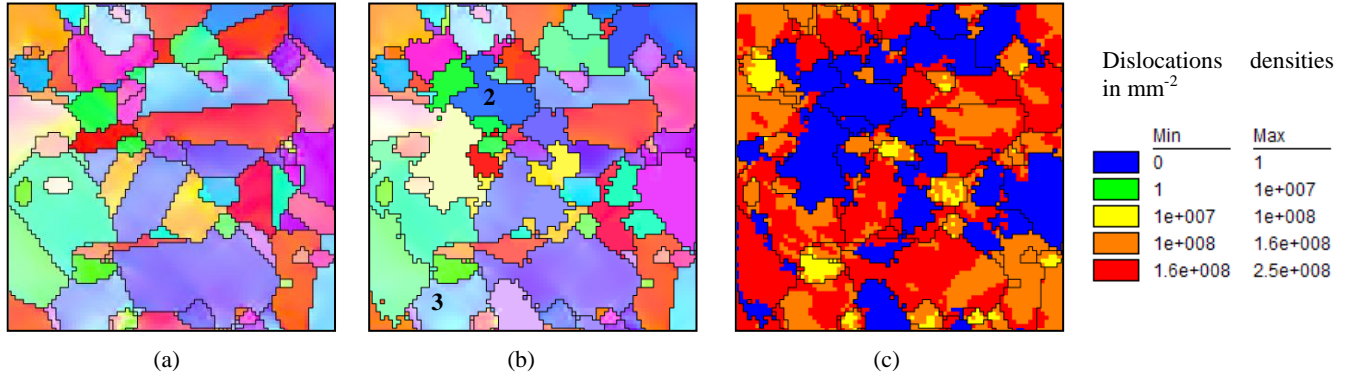 2
3
Dislocations densities
in mm-2
Min Max
0 1
1 1e+007
1e+007 1e+008
1e+008 1.6e+008
1.6e+008 2.5e+008
(a) (b) (c)